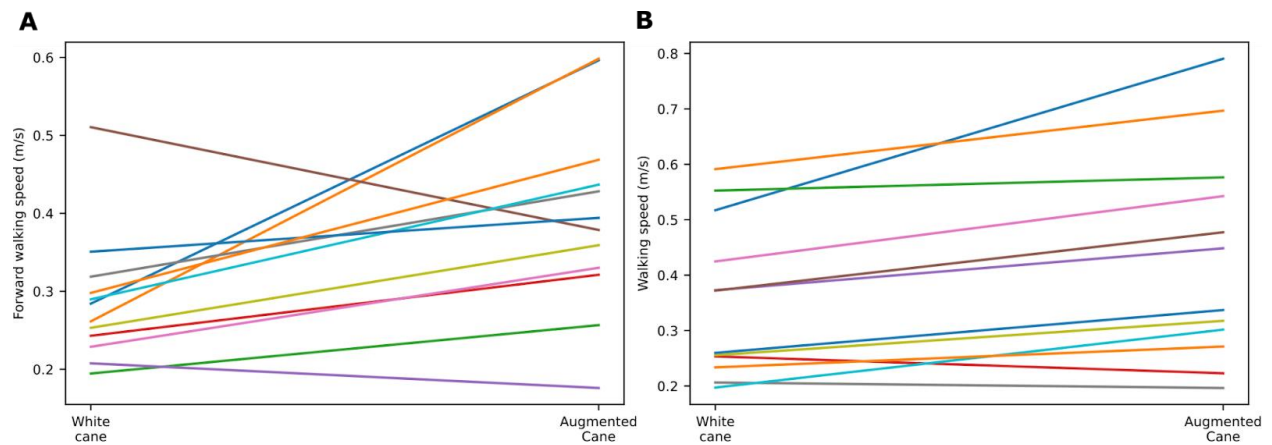 A
0.6
0.5
0.4
0.3
0.2
Forward walking speed (m/s)
White
cane
Augmented
Cane
B
0.8
0.7
0.6
0.5
0.4
0.3
0.2
Walking speed (m/s)
White
cane
Augmented
Cane